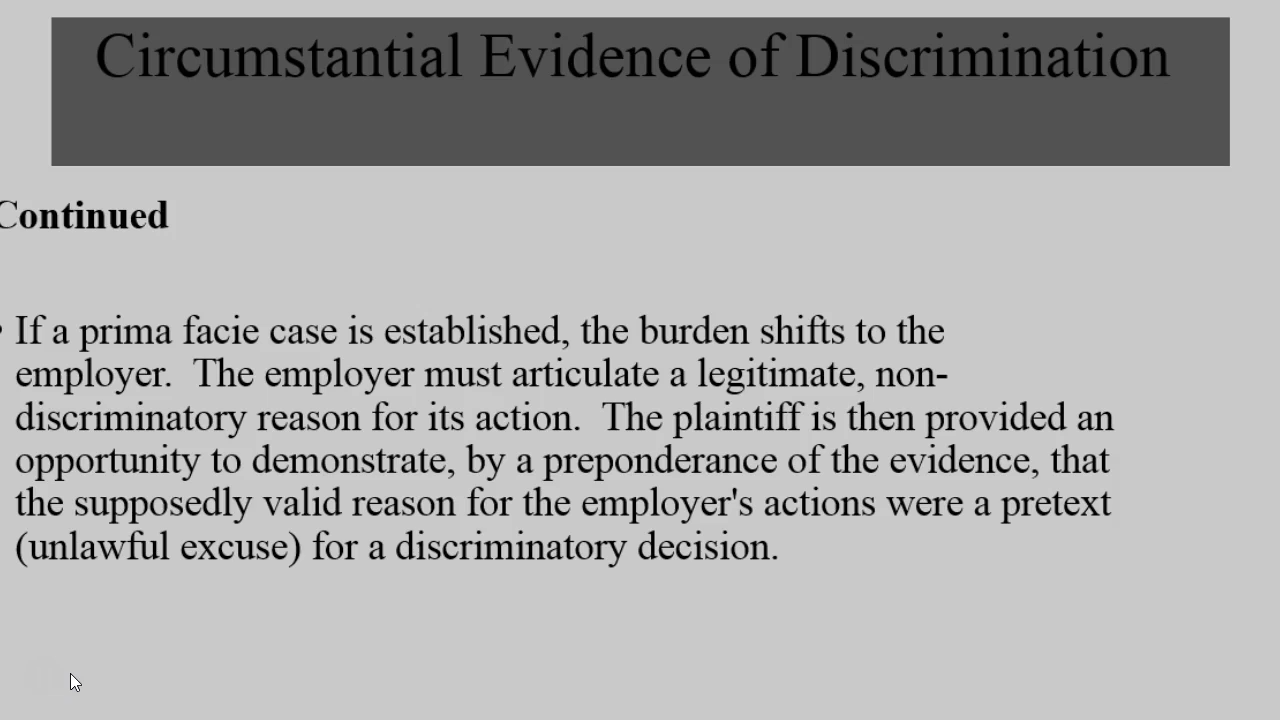 Circumstantial Evidence of Discrimination
Continued
• If a prima facie case is established, the burden shifts to the
employer.  The employer must articulate a legitimate, non-
discriminatory reason for its action.  The plaintiff is then provided an
opportunity to demonstrate, by a preponderance of the evidence, that
the supposedly valid reason for the employer's actions were a pretext
(unlawful excuse) for a discriminatory decision.